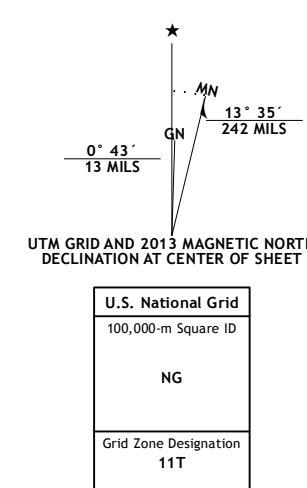 ★
MN
GN
13° 35´
242 MILS
0° 43´
13 MILS
UTM GRID AND 2013 MAGNETIC NORTH
DECLINATION AT CENTER OF SHEET
U.S. National Grid
100,000-m Square ID
NG
Grid Zone Designation
11T